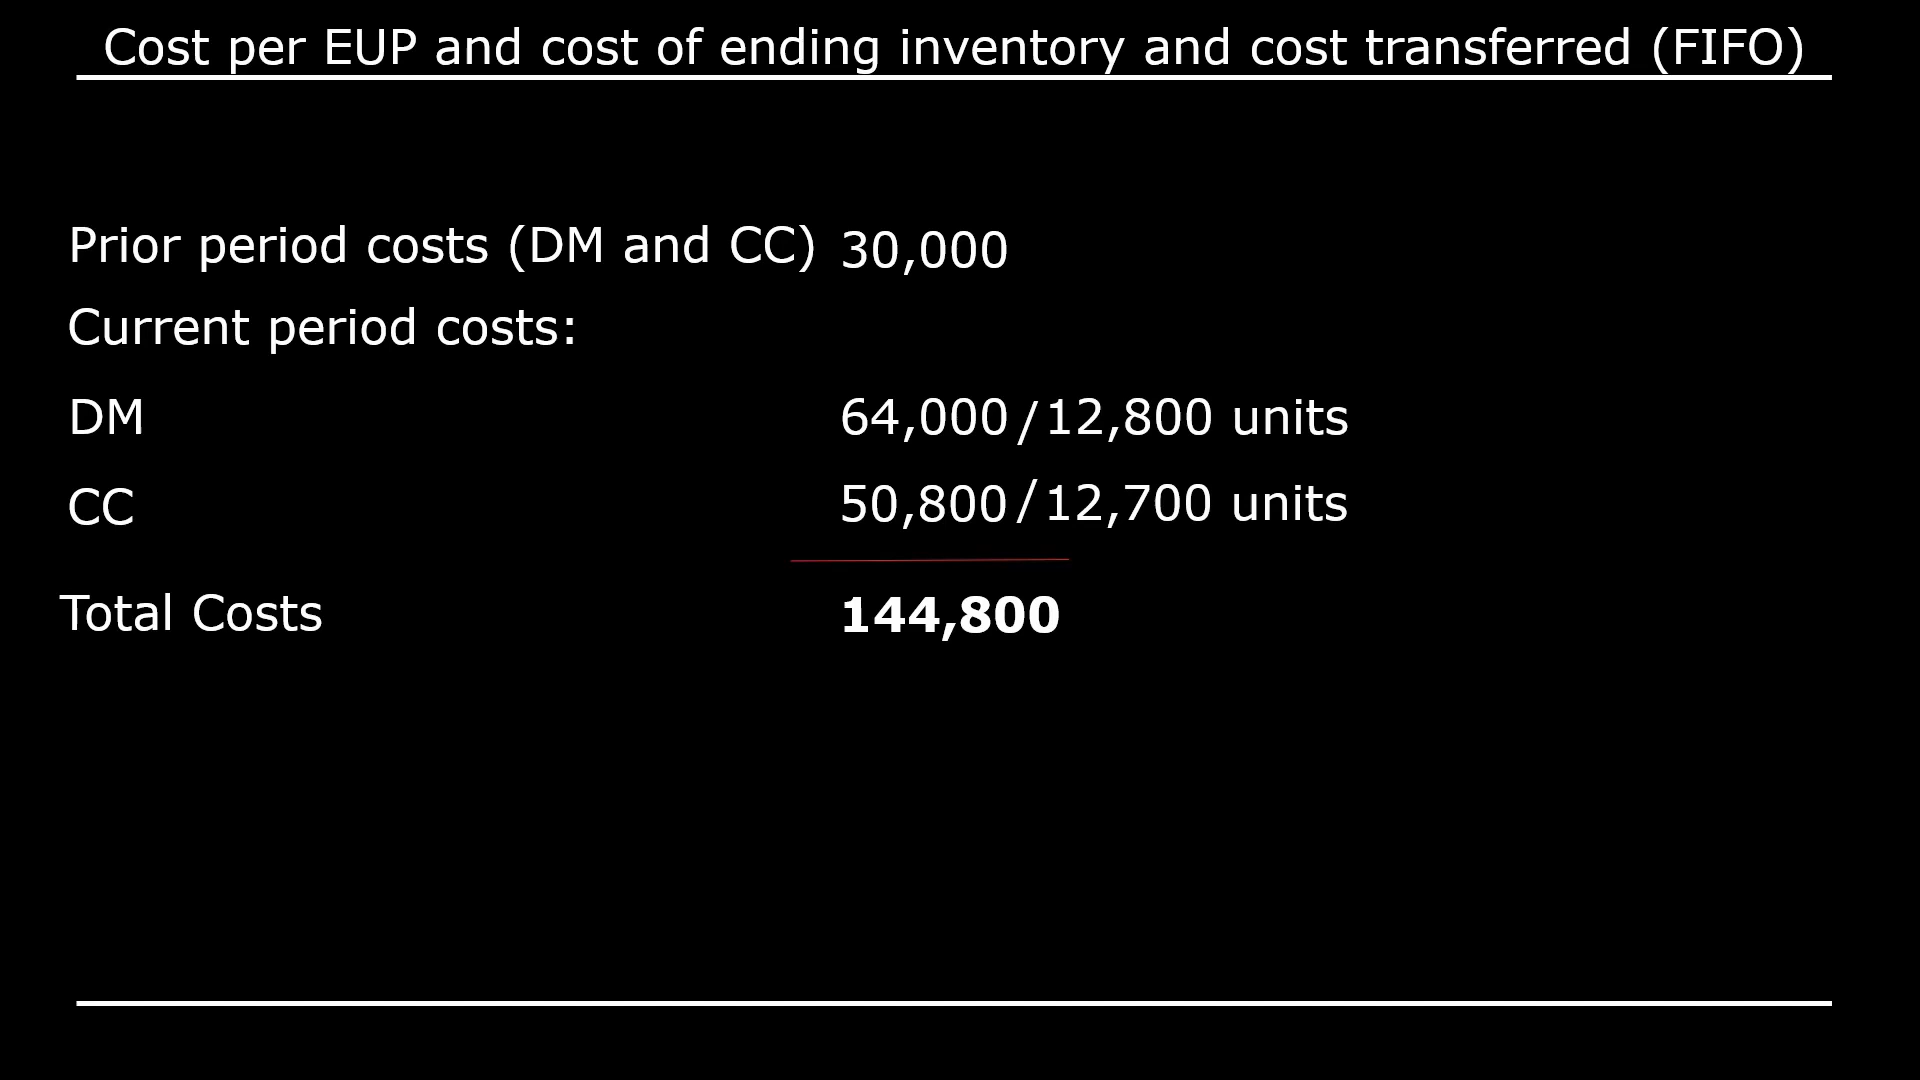 Cost per EUP and cost of ending inventory and cost transferred (FIFO)
Prior period costs (DM and CC) 30,000
Current period costs:
DM 64,000 / 12,800 units
CC 50,800 / 12,700 units
Total Costs 144,800